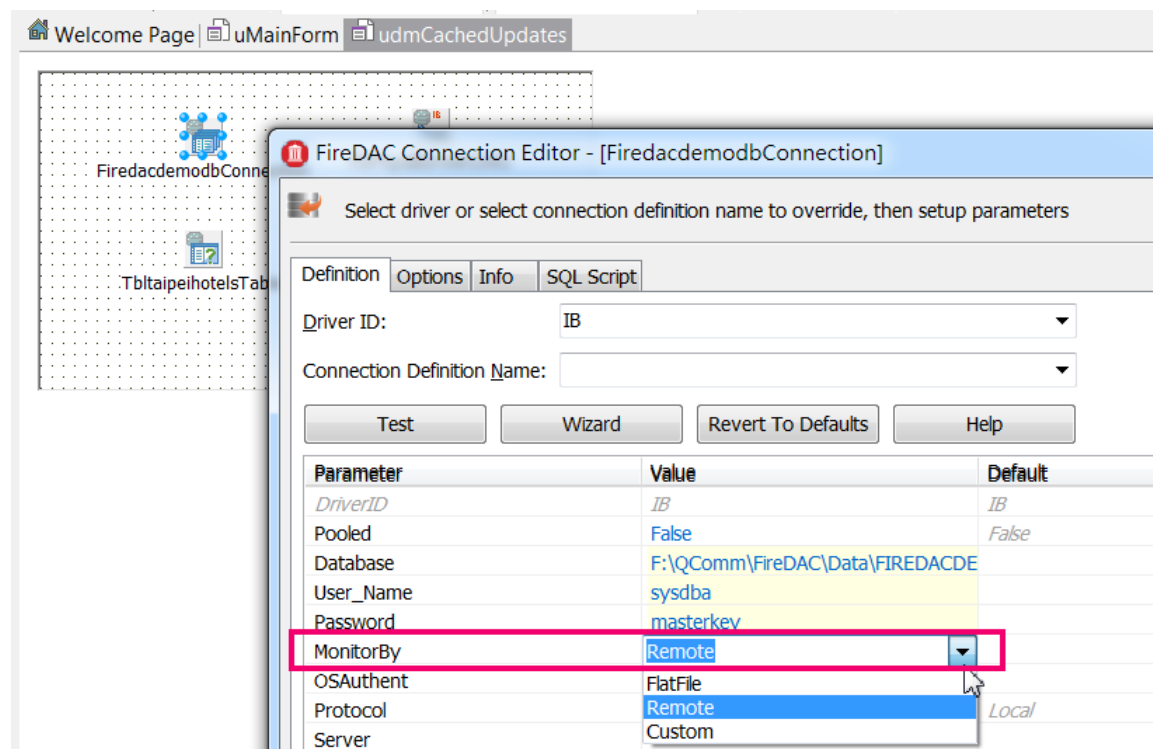 Welcome Page uMainForm udmCachedUpdates
IB
FiredacdemodbConne
TbltaipeihotelsTab
FireDAC Connection Editor - [FiredacdemodbConnection]
Select driver or select connection definition name to override, then setup parameters
Definition Options Info SQL Script
Driver ID: IB
Connection Definition Name:
Test Wizard Revert To Defaults Help
Parameter Value Default
DriverID IB IB
Pooled False False
Database F:\QComm\FireDAC\Data\FIREDACDE
User_Name sysdba
Password masterkey
MonitorBy Remote
OSAuthent FlatFile
Protocol Remote Local
Server Custom